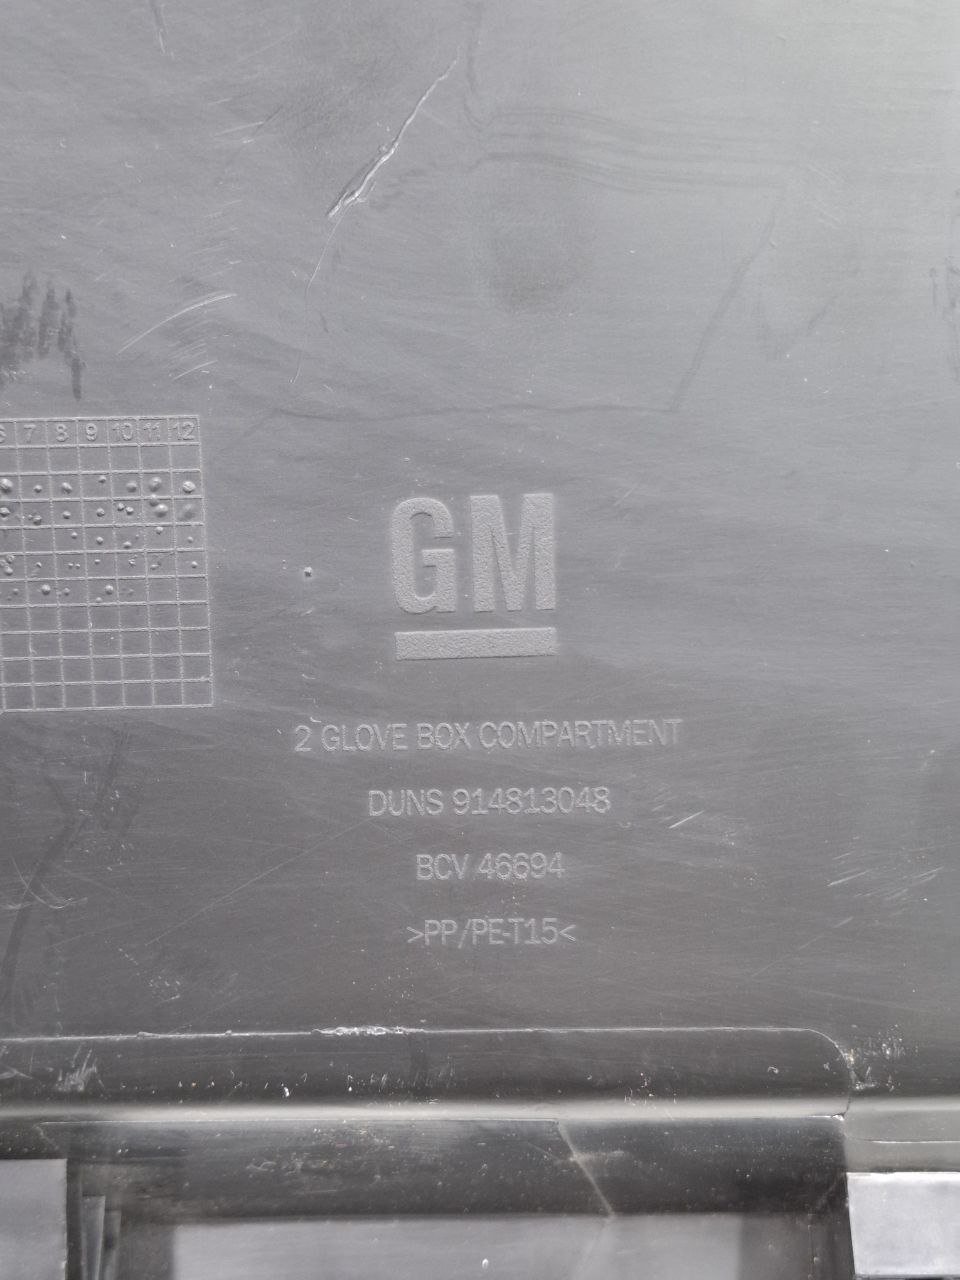 7 8 9 10 11 12
GM
2 GLOVE BOX COMPARTMENT
DUNS 914813048
BCV 46694
>PP/PE-T15<